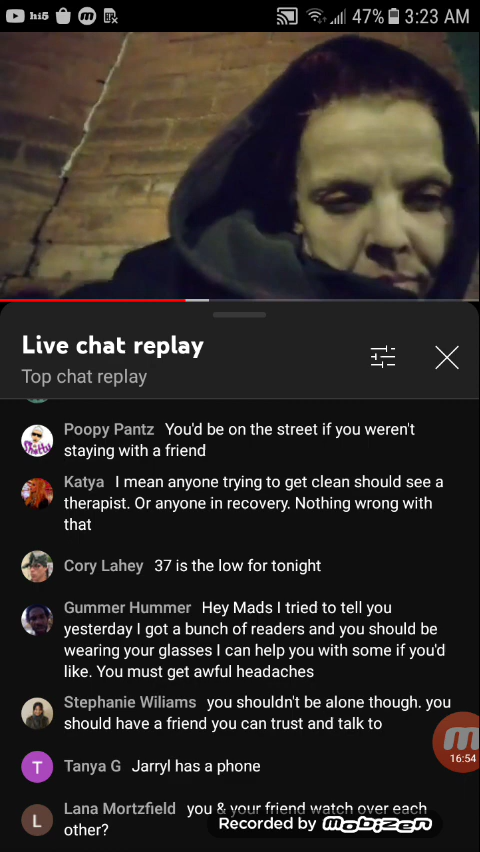 hi5
47% 3:23 AM
Live chat replay
Top chat replay
Poopy Pantz You'd be on the street if you weren't
staying with a friend
Katya I mean anyone trying to get clean should see a
therapist. Or anyone in recovery. Nothing wrong with
that
Cory Lahey 37 is the low for tonight
Gummer Hummer Hey Mads I tried to tell you
yesterday I got a bunch of readers and you should be
wearing your glasses I can help you with some if you'd
like. You must get awful headaches
Stephanie Wiliams you shouldn't be alone though. you
should have a friend you can trust and talk to
16:54
T Tanya G Jarryl has a phone
L Lana Mortzfield you & your friend watch over each
other?
Recorded by mobizen